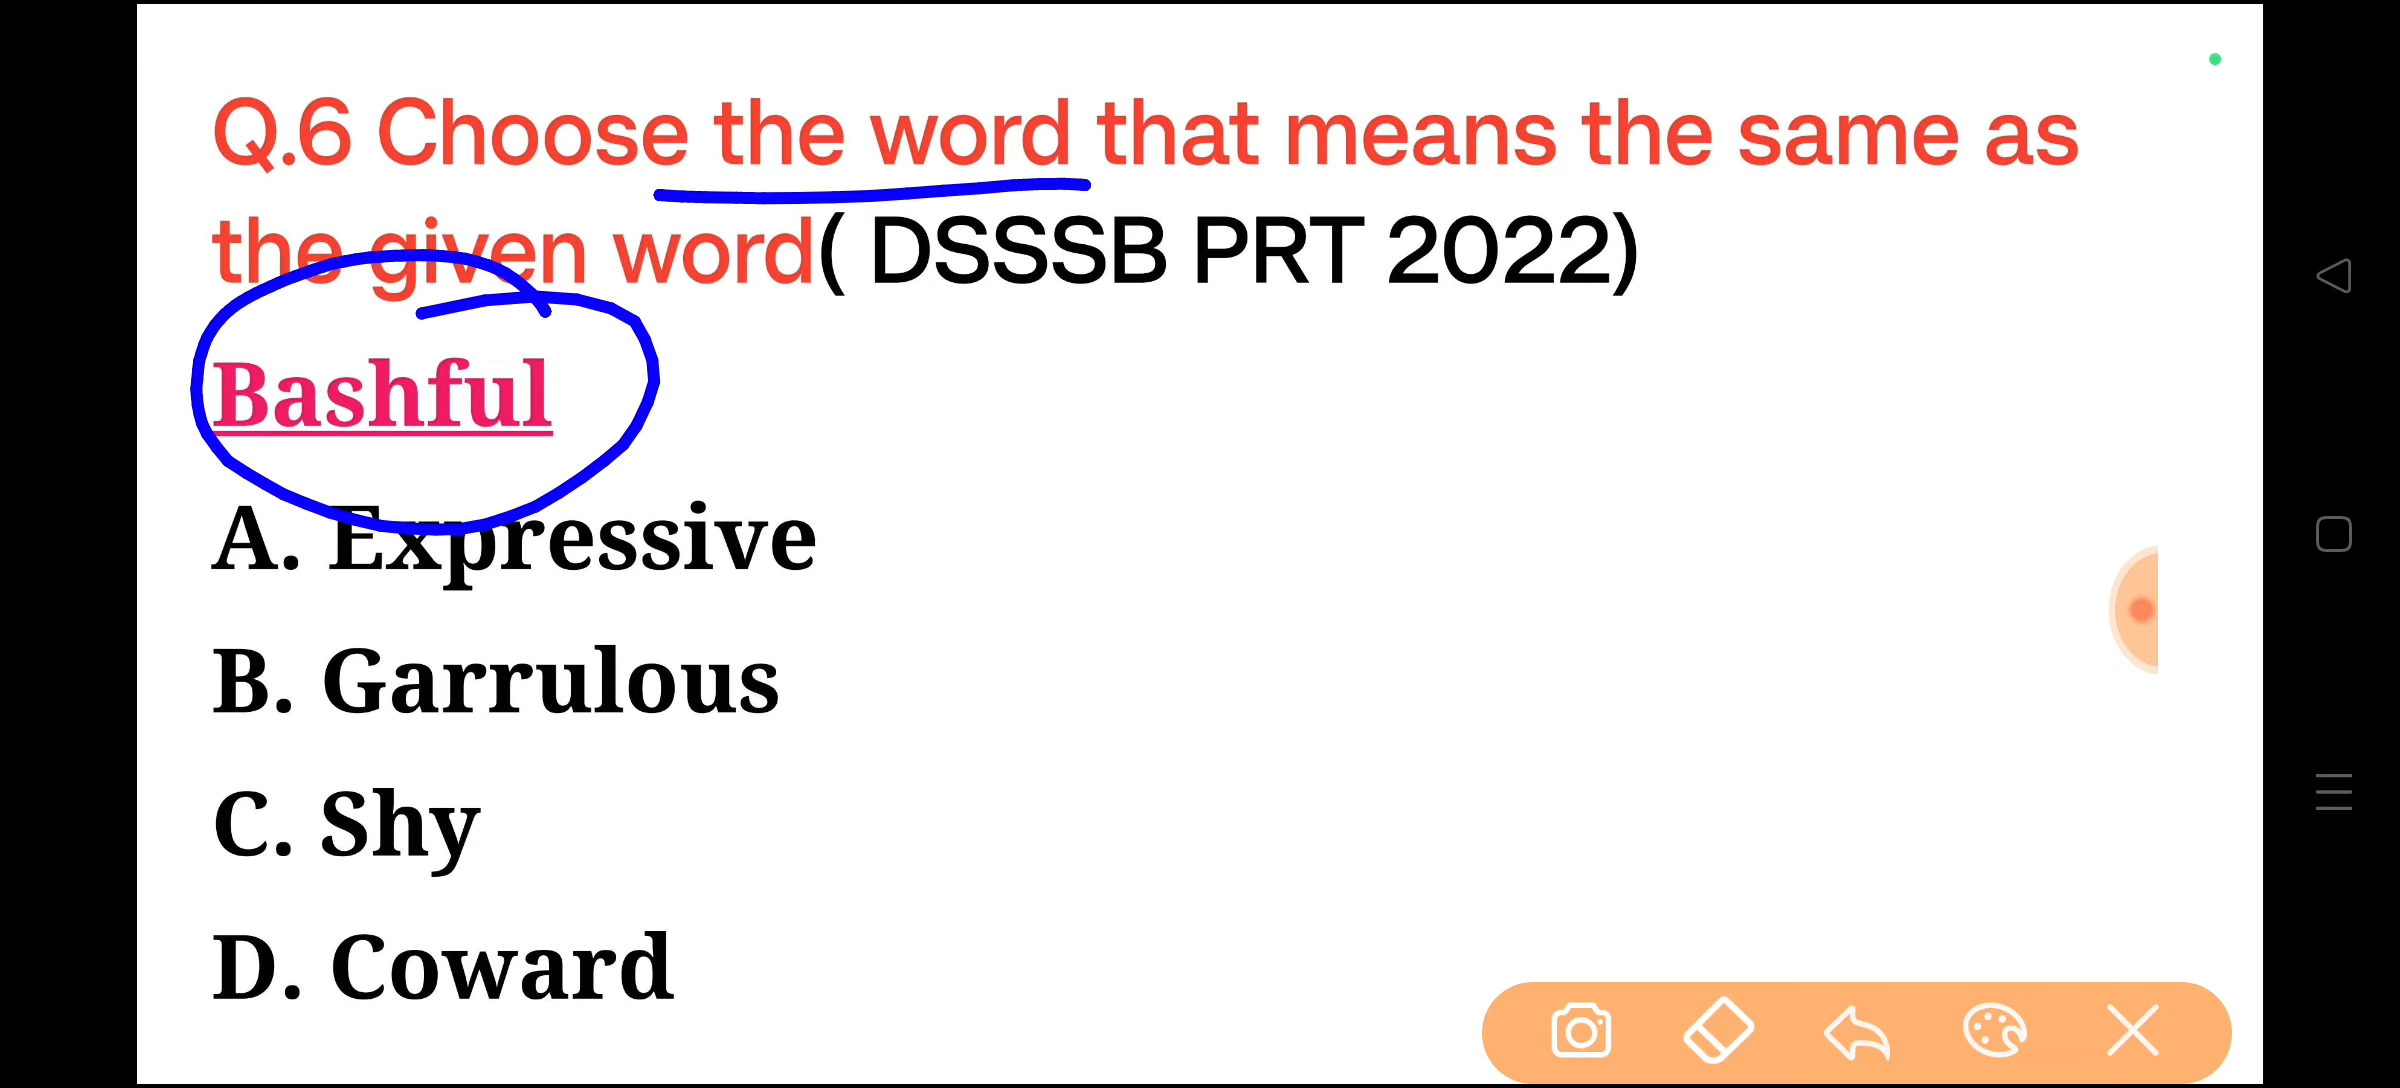 Q.6 Choose the word that means the same as
the given word( DSSSB PRT 2022)
Bashful
A. Expressive
B. Garrulous
C. Shy
D. Coward